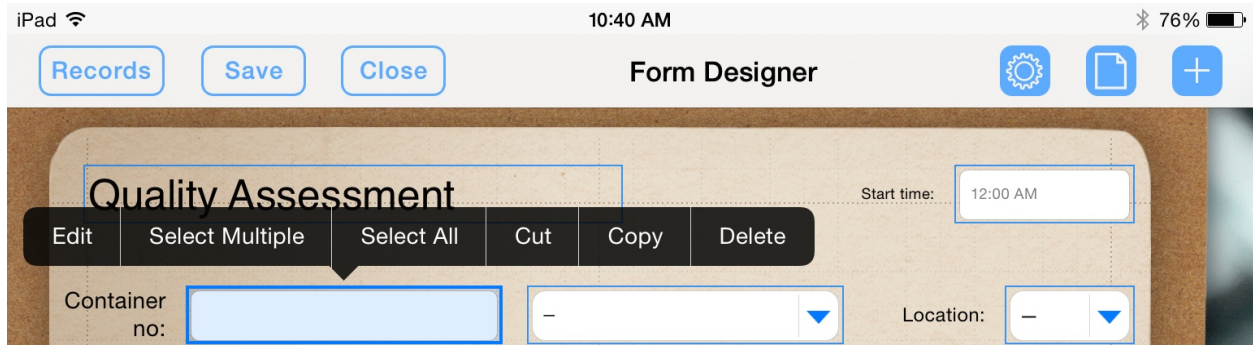 iPad 10:40 AM 76%
Records Save Close Form Designer
Quality Assessment Start time: 12:00 AM
Edit Select Multiple Select All Cut Copy Delete
Container
no: – Location: –